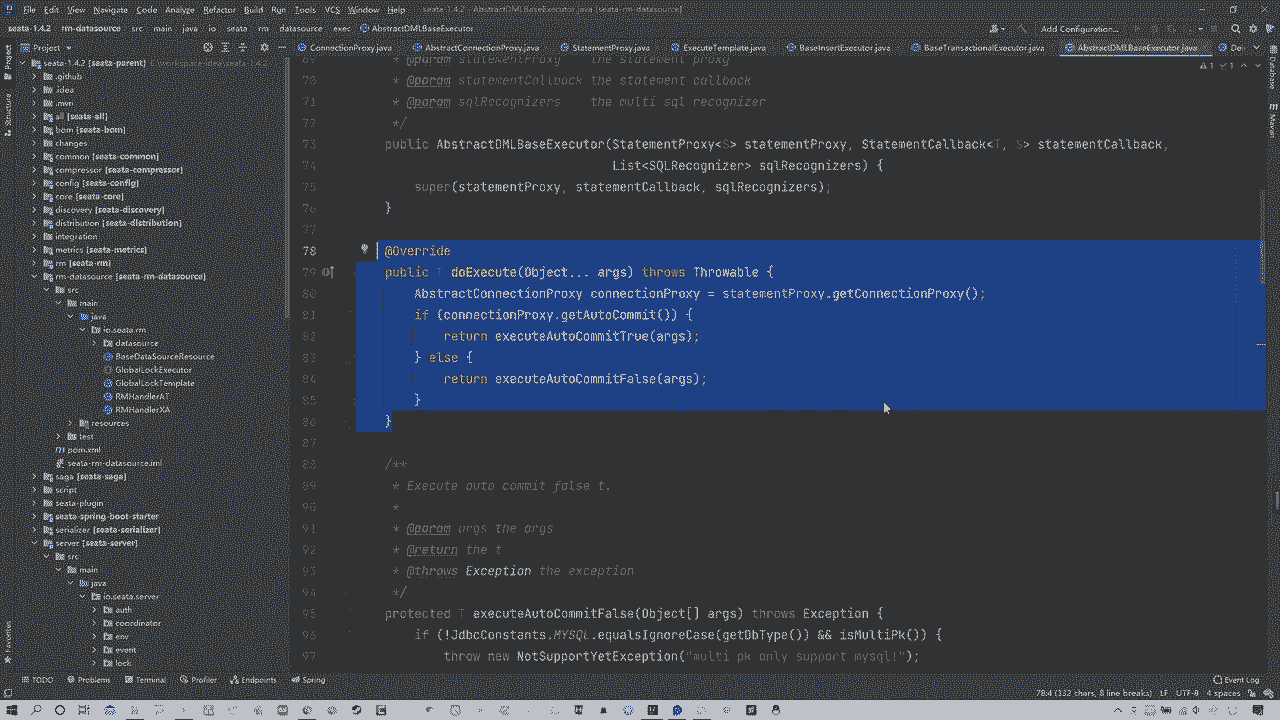 File Edit View Navigate Code Analyze Refactor Build Run Tools VCS Window Help seata-1.4.2 - AbstractDMLBaseExecutor.java [seata-rm-datasource]
seata-1.4.2 rm-datasource src main java io seata rm datasource exec AbstractDMLBaseExecutor Add Configuration...
Project
ConnectionProxy.java AbstractConnectionProxy.java StatementProxy.java ExecuteTemplate.java BaseInsertExecutor.java BaseTransactionalExecutor.java AbstractDMLBaseExecutor.java
seata-1.4.2 [seata-parent] E:\workspace-idea\seata-1.4.2
.github
.idea
.mvn
all [seata-all]
bom [seata-bom]
changes
common [seata-common]
compressor [seata-compressor]
config [seata-config]
core [seata-core]
discovery [seata-discovery]
distribution [seata-distribution]
integration
metrics [seata-metrics]
rm [seata-rm]
rm-datasource [seata-rm-datasource]
src
main
java
io.seata.rm
datasource
BaseDataSourceResource
GlobalLockExecutor
GlobalLockTemplate
RMHandlerAT
RMHandlerXA
resources
test
pom.xml
seata-rm-datasource.iml
saga [seata-saga]
script
seata-plugin
seata-spring-boot-starter
serializer [seata-serializer]
server [seata-server]
src
main
java
io.seata.server
auth
coordinator
env
event
lock
69 * @param statementProxy the statement proxy
70 * @param statementCallback the statement callback
71 * @param sqlRecognizers the multi sql recognizer
72 */
73 public AbstractDMLBaseExecutor(StatementProxy<S> statementProxy, StatementCallback<T, S> statementCallback,
74 List<SQLRecognizer> sqlRecognizers) {
75 super(statementProxy, statementCallback, sqlRecognizers);
76 }
77
78 @Override
79 public T doExecute(Object... args) throws Throwable {
80 AbstractConnectionProxy connectionProxy = statementProxy.getConnectionProxy();
81 if (connectionProxy.getAutoCommit()) {
82 return executeAutoCommitTrue(args);
83 } else {
84 return executeAutoCommitFalse(args);
85 }
86 }
87
88 /**
89 * Execute auto commit false t.
90 *
91 * @param args the args
92 * @return the t
93 * @throws Exception the exception
94 */
95 protected T executeAutoCommitFalse(Object[] args) throws Exception {
96 if (!JdbcConstants.MYSQL.equalsIgnoreCase(getDbType()) && isMultiPk()) {
97 throw new NotSupportYetException("multi pk only support mysql!");
Project
Structure
Favorites
Database
Maven
TODO Problems Terminal Profiler Endpoints Spring Event Log
78:4 (332 chars, 8 line breaks) LF UTF-8 4 spaces